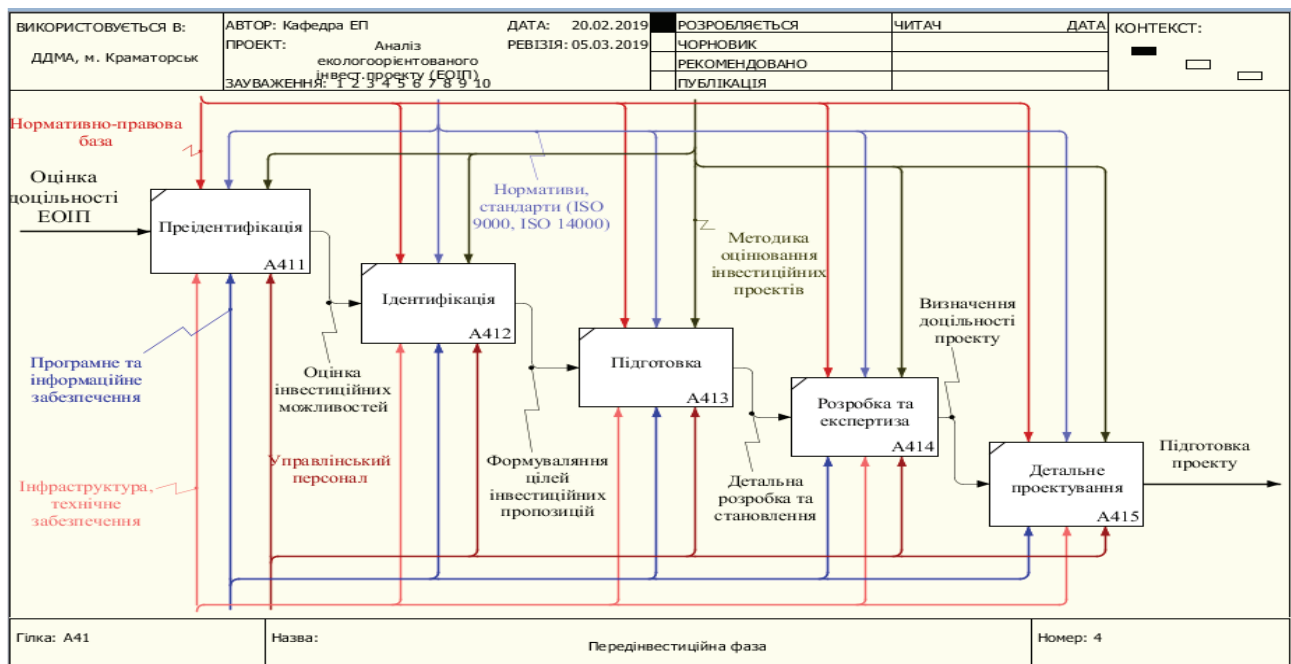 ВИКОРИСТОВУЄТЬСЯ В:
ДДМА, м. Краматорськ
АВТОР: Кафедра ЕП
ДАТА: 20.02.2019
ПРОЕКТ: Аналіз
екологоорієнтованого
інвест.проекту (ЕОІП)
РЕВІЗІЯ: 05.03.2019
ЗАУВАЖЕННЯ: 1 2 3 4 5 6 7 8 9 10
РОЗРОБЛЯЄТЬСЯ
ЧОРНОВИК
РЕКОМЕНДОВАНО
ПУБЛІКАЦІЯ
ЧИТАЧ
ДАТА
КОНТЕКСТ:
Нормативно-правова
база
Оцінка
доцільності
ЕОІП
Преідентифікація
A411
Нормативи,
стандарти (ISO
9000, ISO 14000)
Методика
оцінювання
інвестиційних
проектів
Ідентифікація
A412
Визначення
доцільності
проекту
Програмне та
інформаційне
забезпечення
Оцінка
інвестиційних
можливостей
Підготовка
A413
Розробка та
експертиза
A414
Управлінський
персонал
Формуваляння
цілей
інвестиційних
пропозицій
Детальна
розробка та
становлення
Детальне
проектування
A415
Підготовка
проекту
Інфраструктура,
технічне
забезпечення
Гілка: A41
Назва:
Передінвестиційна фаза
Номер: 4